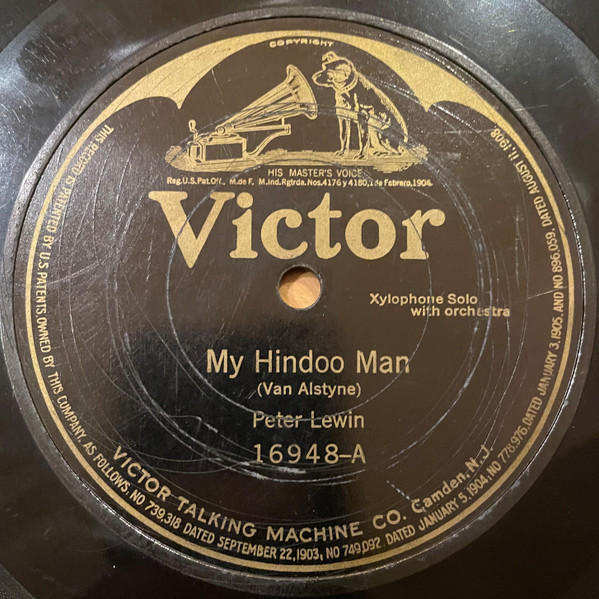 COPYRIGHT
HIS MASTER'S VOICE
Reg.U.S.Pat.Off. M.de F. M.Ind.Rgtrda.Nos.4176 y 4180,1.de Febrero,1904.
Victor
Xylophone Solo
with orchestra
My Hindoo Man
(Van Alstyne)
Peter Lewin
16948-A
VICTOR TALKING MACHINE CO. Camden, N.J.
THIS RECORD IS PATENTED BY U.S. PATENTS, OWNED BY THIS COMPANY, AS FOLLOWS, NO 739,318 DATED SEPTEMBER 22,1903, NO 749,092. DATED JANUARY 5, 1904; NO 778,976, DATED JANUARY 3, 1905, AND NO 896,059, DATED AUGUST 11, 1908